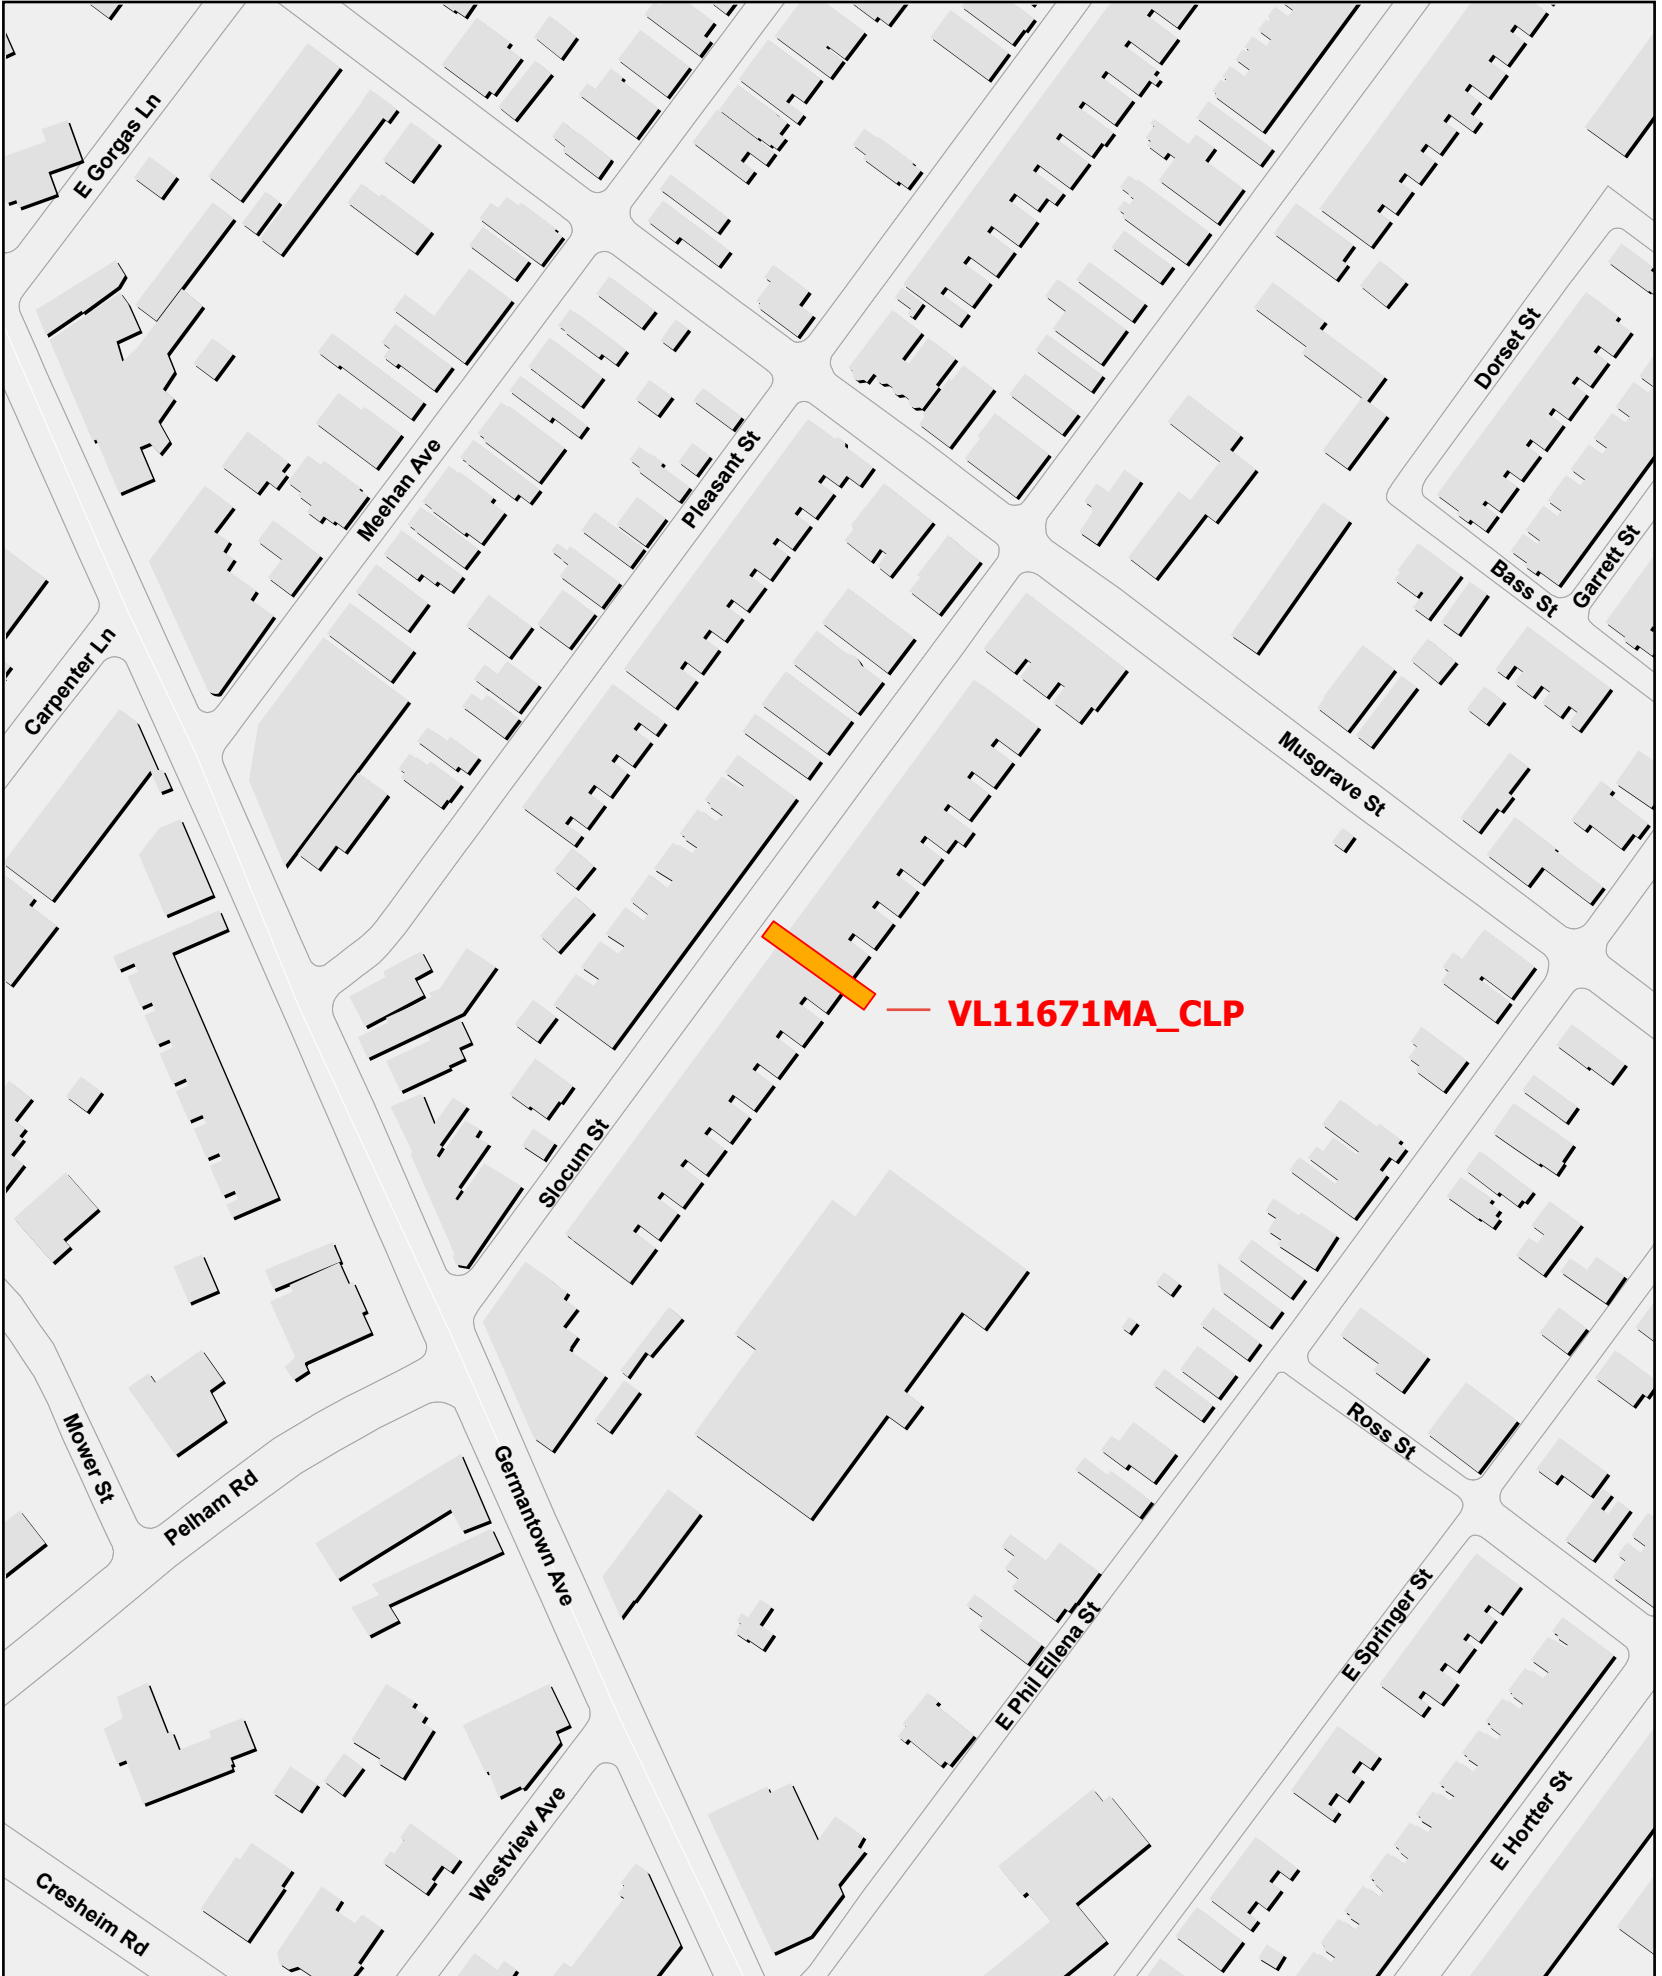 E Gorgas Ln
Dorset St
Meehan Ave
Pleasant St
Bass St
Garrett St
Carpenter Ln
Musgrave St
VL11671MA_CLP
Slocum St
Mower St
Ross St
Pelham Rd
Germantown Ave
E Phil Ellena St
E Springer St
E Hortter St
Westview Ave
Cresheim Rd